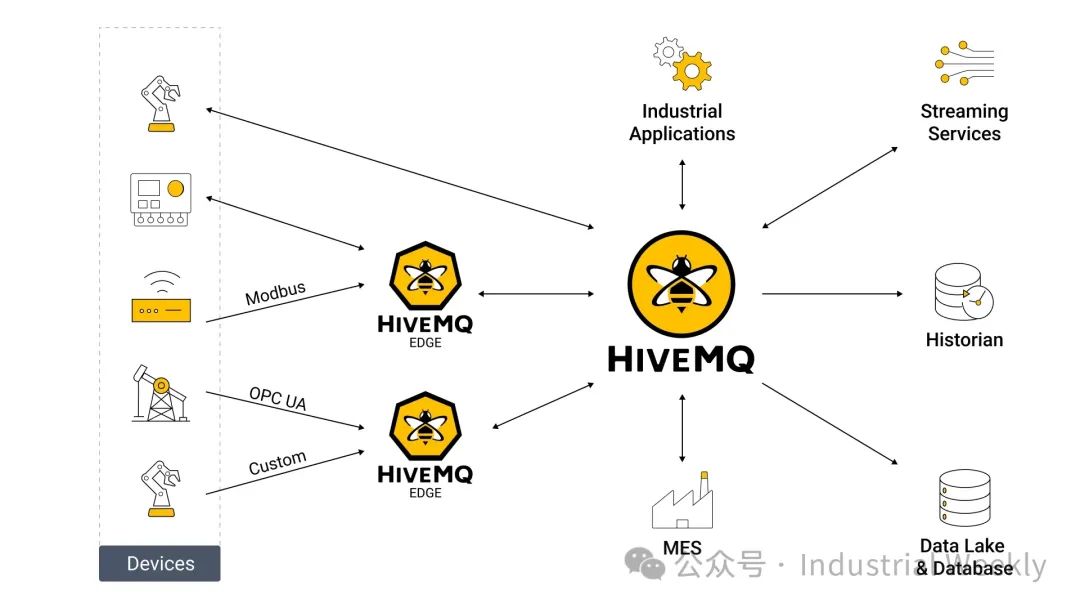 Industrial
Applications
Streaming
Services
Modbus
HIVEMQ
EDGE
HIVEMQ
Historian
OPC UA
Custom
HIVEMQ
EDGE
MES
Data Lake
& Database
Devices
公众号 · Industrial Weekly